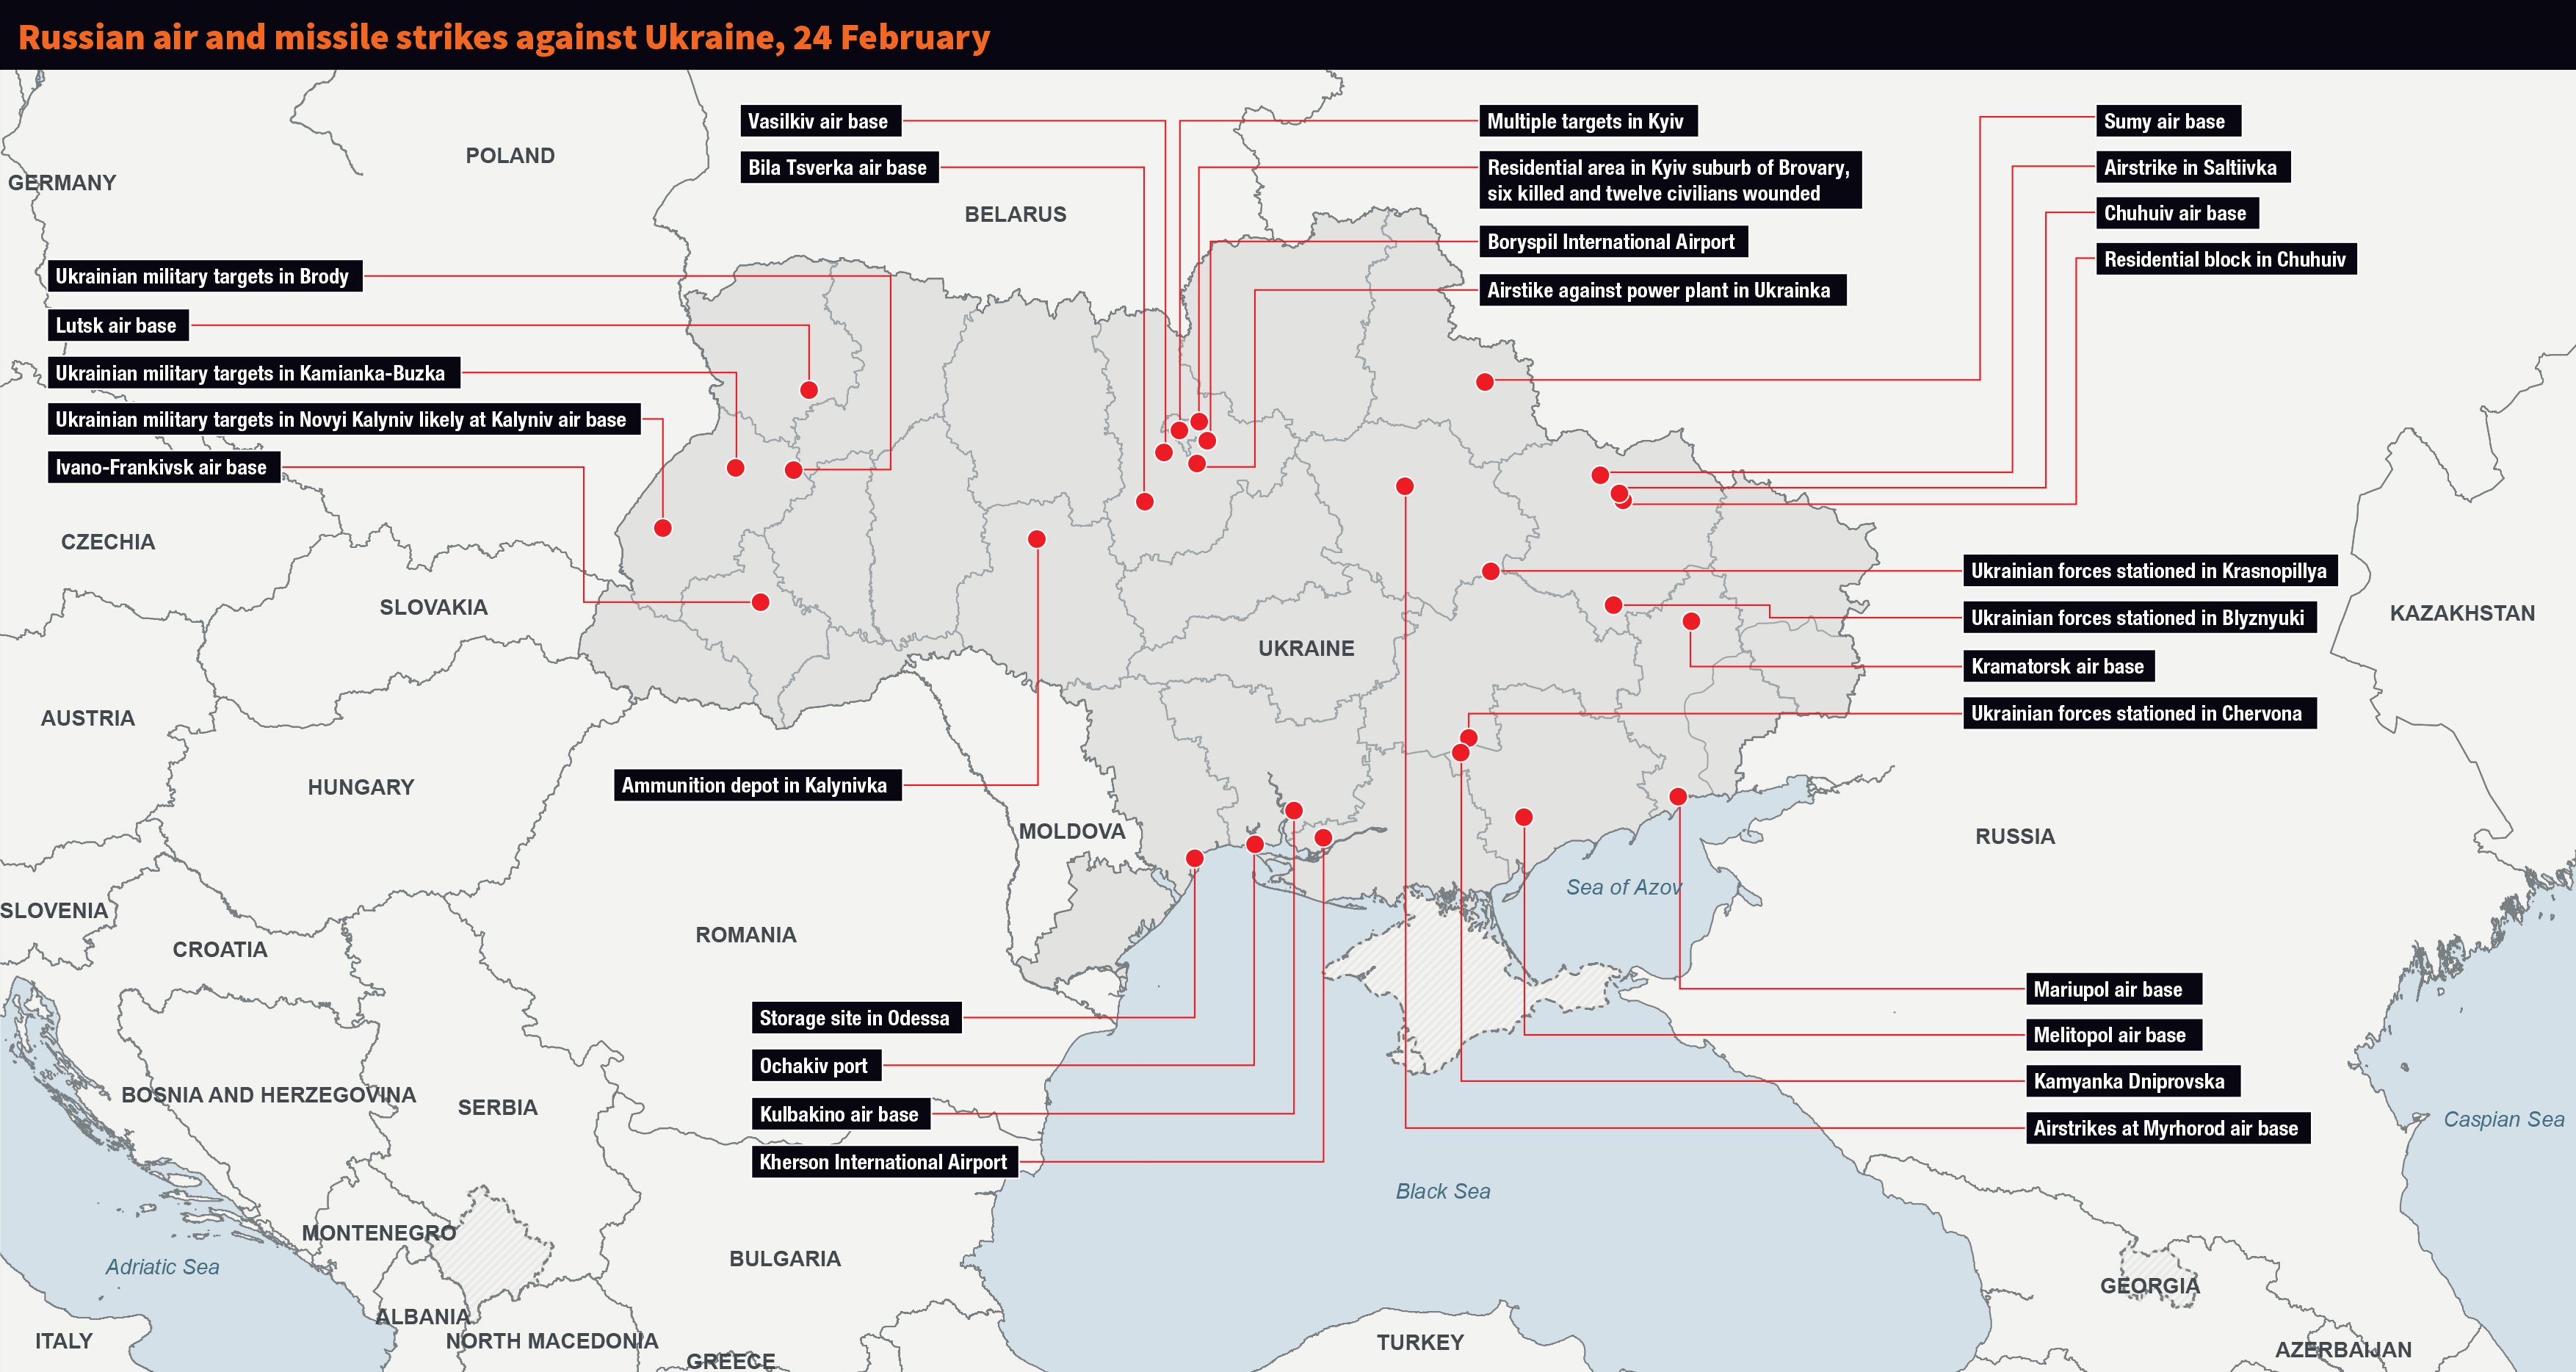 Russian air and missile strikes against Ukraine, 24 February
Vasilkiv air base
Bila Tsverka air base
Multiple targets in Kyiv
Residential area in Kyiv suburb of Brovary,
six killed and twelve civilians wounded
Boryspil International Airport
Airstike against power plant in Ukrainka
Sumy air base
Airstrike in Saltiivka
Chuhuiv air base
Residential block in Chuhuiv
Ukrainian military targets in Brody
Lutsk air base
Ukrainian military targets in Kamianka-Buzka
Ukrainian military targets in Novyi Kalyniv likely at Kalyniv air base
Ivano-Frankivsk air base
Ukrainian forces stationed in Krasnopillya
Ukrainian forces stationed in Blyznyuki
Kramatorsk air base
Ukrainian forces stationed in Chervona
Ammunition depot in Kalynivka
Storage site in Odessa
Ochakiv port
Kulbakino air base
Kherson International Airport
Mariupol air base
Melitopol air base
Kamyanka Dniprovska
Airstrikes at Myrhorod air base
GERMANY
POLAND
BELARUS
CZECHIA
SLOVAKIA
UKRAINE
KAZAKHSTAN
AUSTRIA
HUNGARY
MOLDOVA
RUSSIA
Sea of Azov
SLOVENIA
CROATIA
ROMANIA
BOSNIA AND HERZEGOVINA
SERBIA
Caspian Sea
Black Sea
MONTENEGRO
Adriatic Sea
BULGARIA
GEORGIA
ALBANIA
ITALY
NORTH MACEDONIA
GREECE
TURKEY
AZERBAIJAN